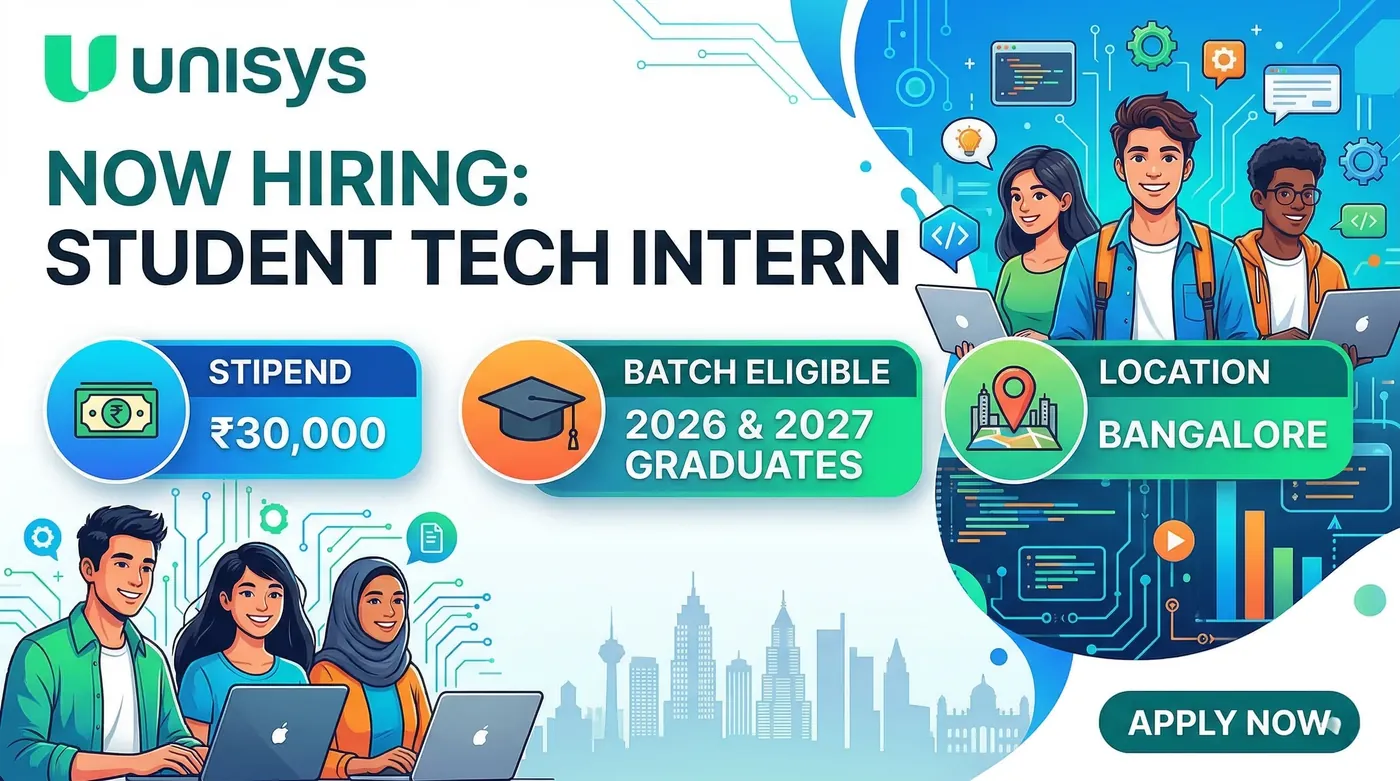 unisys
NOW HIRING:
STUDENT TECH INTERN
STIPEND
₹30,000
BATCH ELIGIBLE
2026 & 2027
GRADUATES
LOCATION
BANGALORE
</>
</>
APPLY NOW